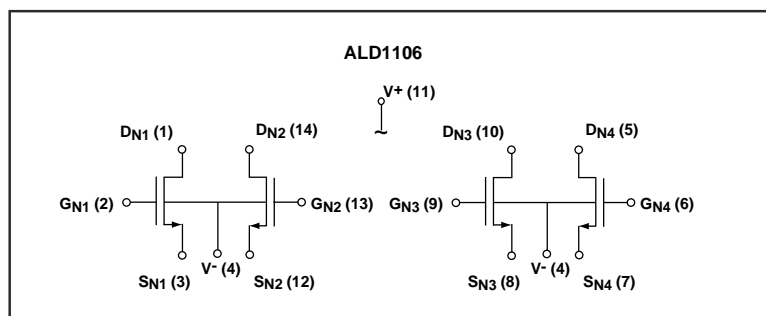 ALD1106
V+ (11)
~
DN1 (1) DN2 (14) DN3 (10) DN4 (5)
GN1 (2) GN2 (13) GN3 (9) GN4 (6)
SN1 (3) V- (4) SN2 (12) SN3 (8) V- (4) SN4 (7)